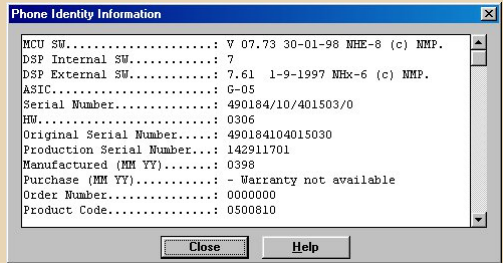 Phone Identity Information
MCU SW.....................: V 07.73 30-01-98 NHE-8 (c) NMP.
DSP Internal SW............: 7
DSP External SW............: 7.61  1-9-1997 NHx-6 (c) NMP.
ASIC.......................: G-05
Serial Number..............: 490184/10/401503/0
HW.........................: 0306
Original Serial Number.....: 490184104015030
Production Serial Number...: 142911701
Manufactured (MM YY).......: 0398
Purchase (MM YY)...........: - Warranty not available
Order Number...............: 0000000
Product Code...............: 0500810
Close Help